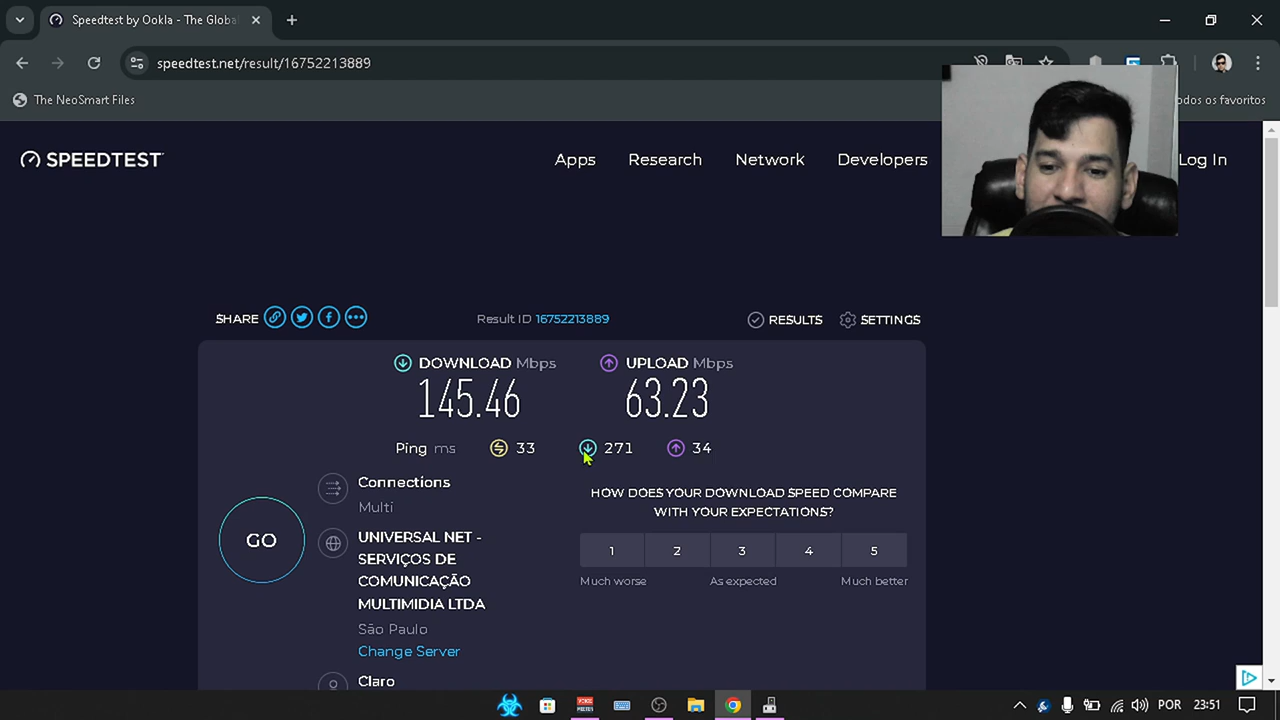 Speedtest by Ookla - The Globa
speedtest.net/result/16752213889
The NeoSmart Files
odos os favoritos
SPEEDTEST
Apps
Research
Network
Developers
Log In
SHARE
Result ID 16752213889
RESULTS
SETTINGS
DOWNLOAD Mbps
UPLOAD Mbps
145.46
63.23
Ping ms
33
271
34
Connections
Multi
HOW DOES YOUR DOWNLOAD SPEED COMPARE
WITH YOUR EXPECTATIONS?
1
2
3
4
5
Much worse
As expected
Much better
GO
UNIVERSAL NET -
SERVIÇOS DE
COMUNICAÇÃO
MULTIMIDIA LTDA
São Paulo
Change Server
Claro
POR
23:51